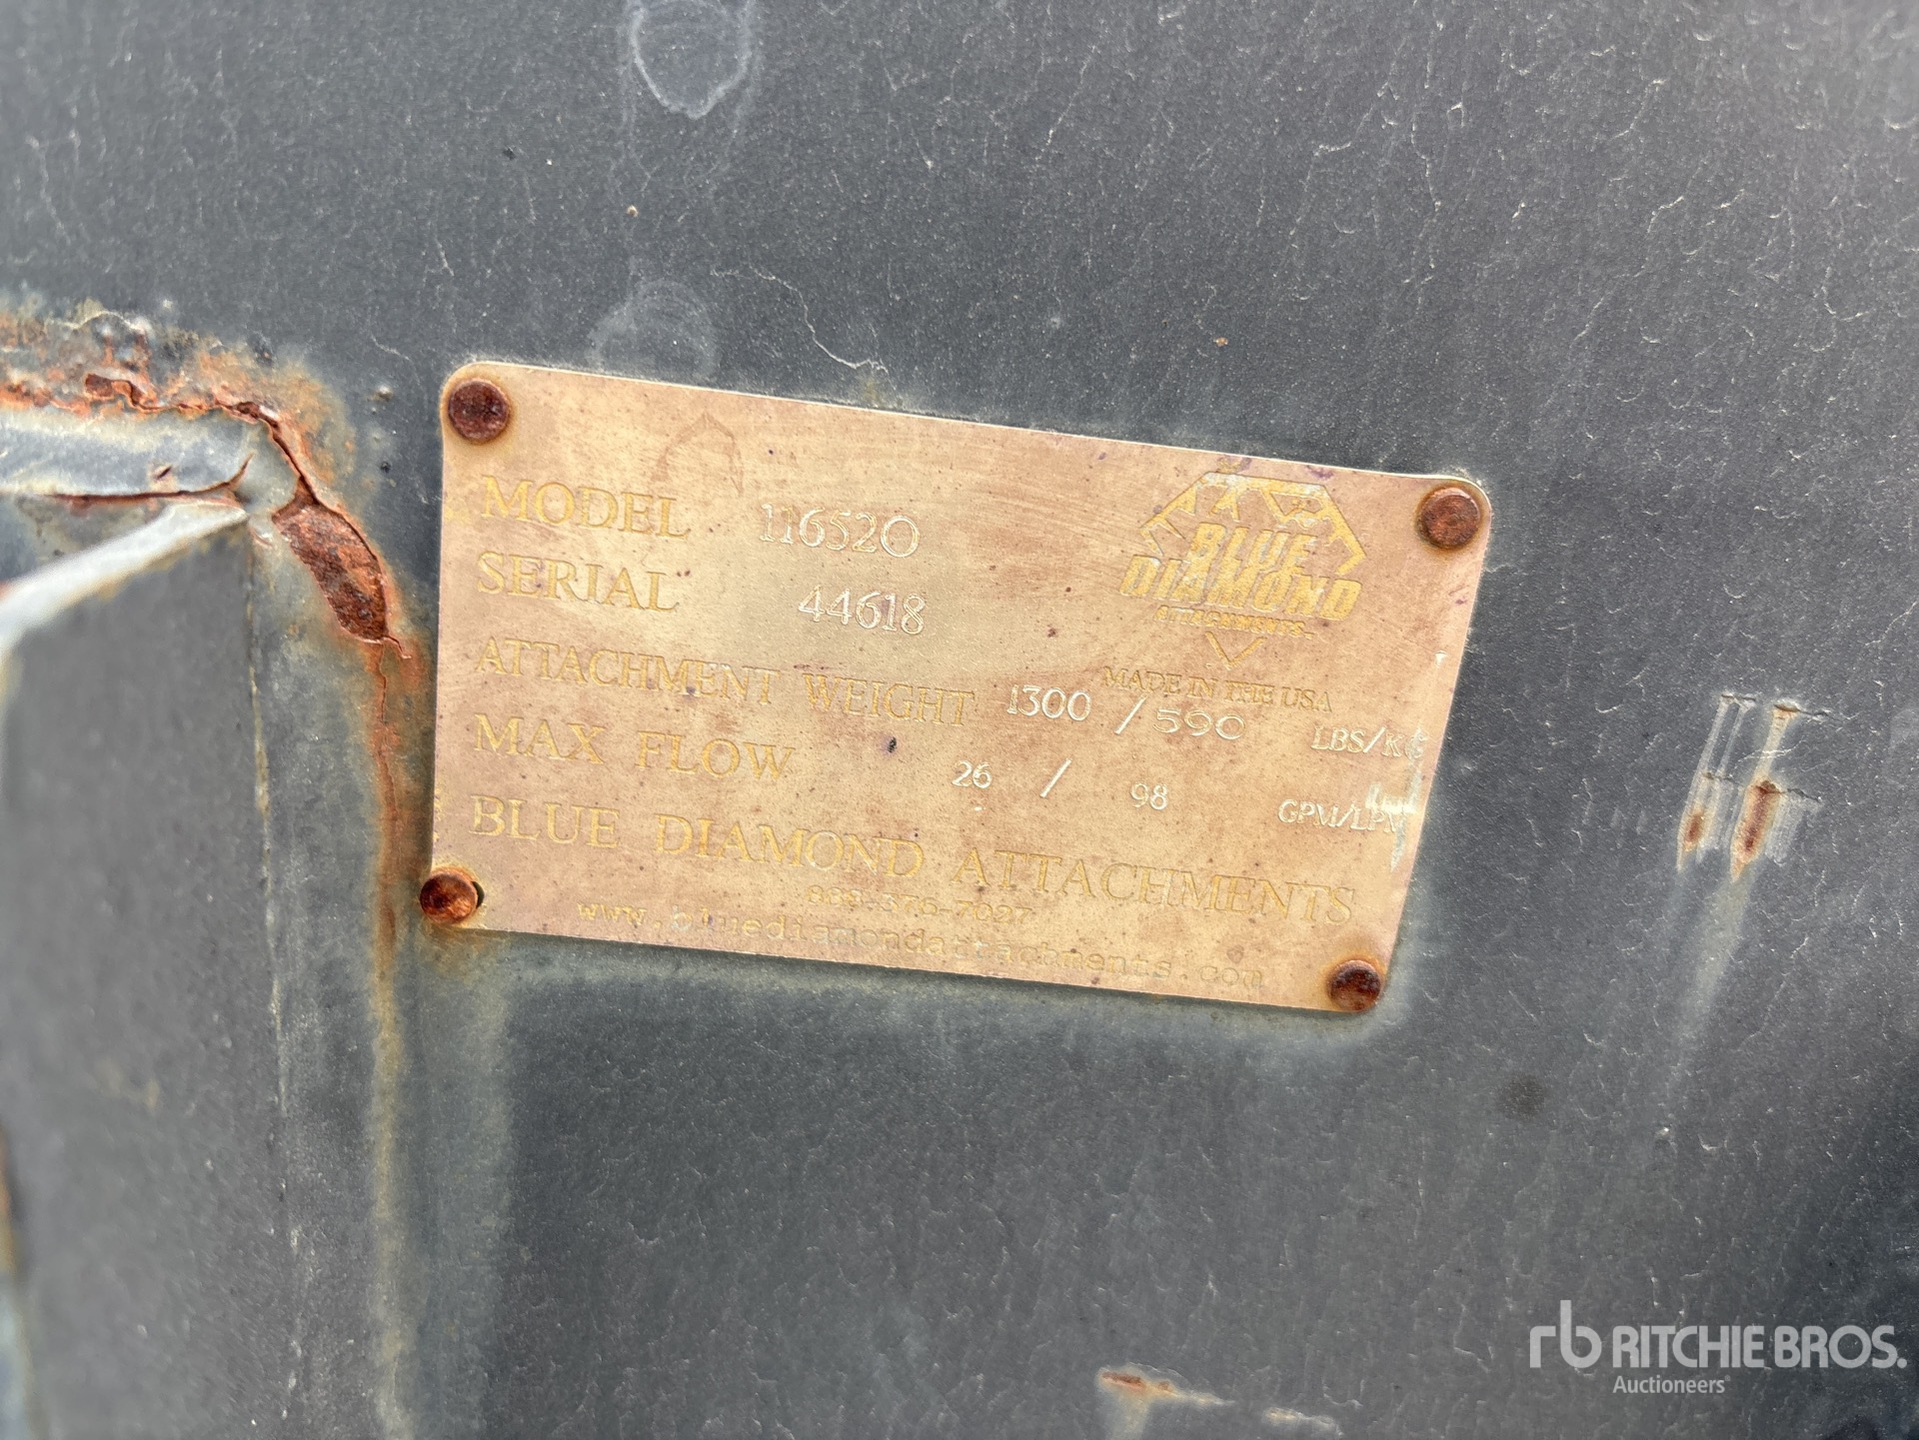 MODEL 116520
SERIAL 44618
BLUE
DIAMOND
ATTACHMENTS
MADE IN THE USA
ATTACHMENT WEIGHT 1300 / 590 LBS/KG
MAX FLOW 26 / 98 GPM/LPM
BLUE DIAMOND ATTACHMENTS
888-376-7027
www.bluediamondattachments.com
rb RITCHIE BROS.
Auctioneers